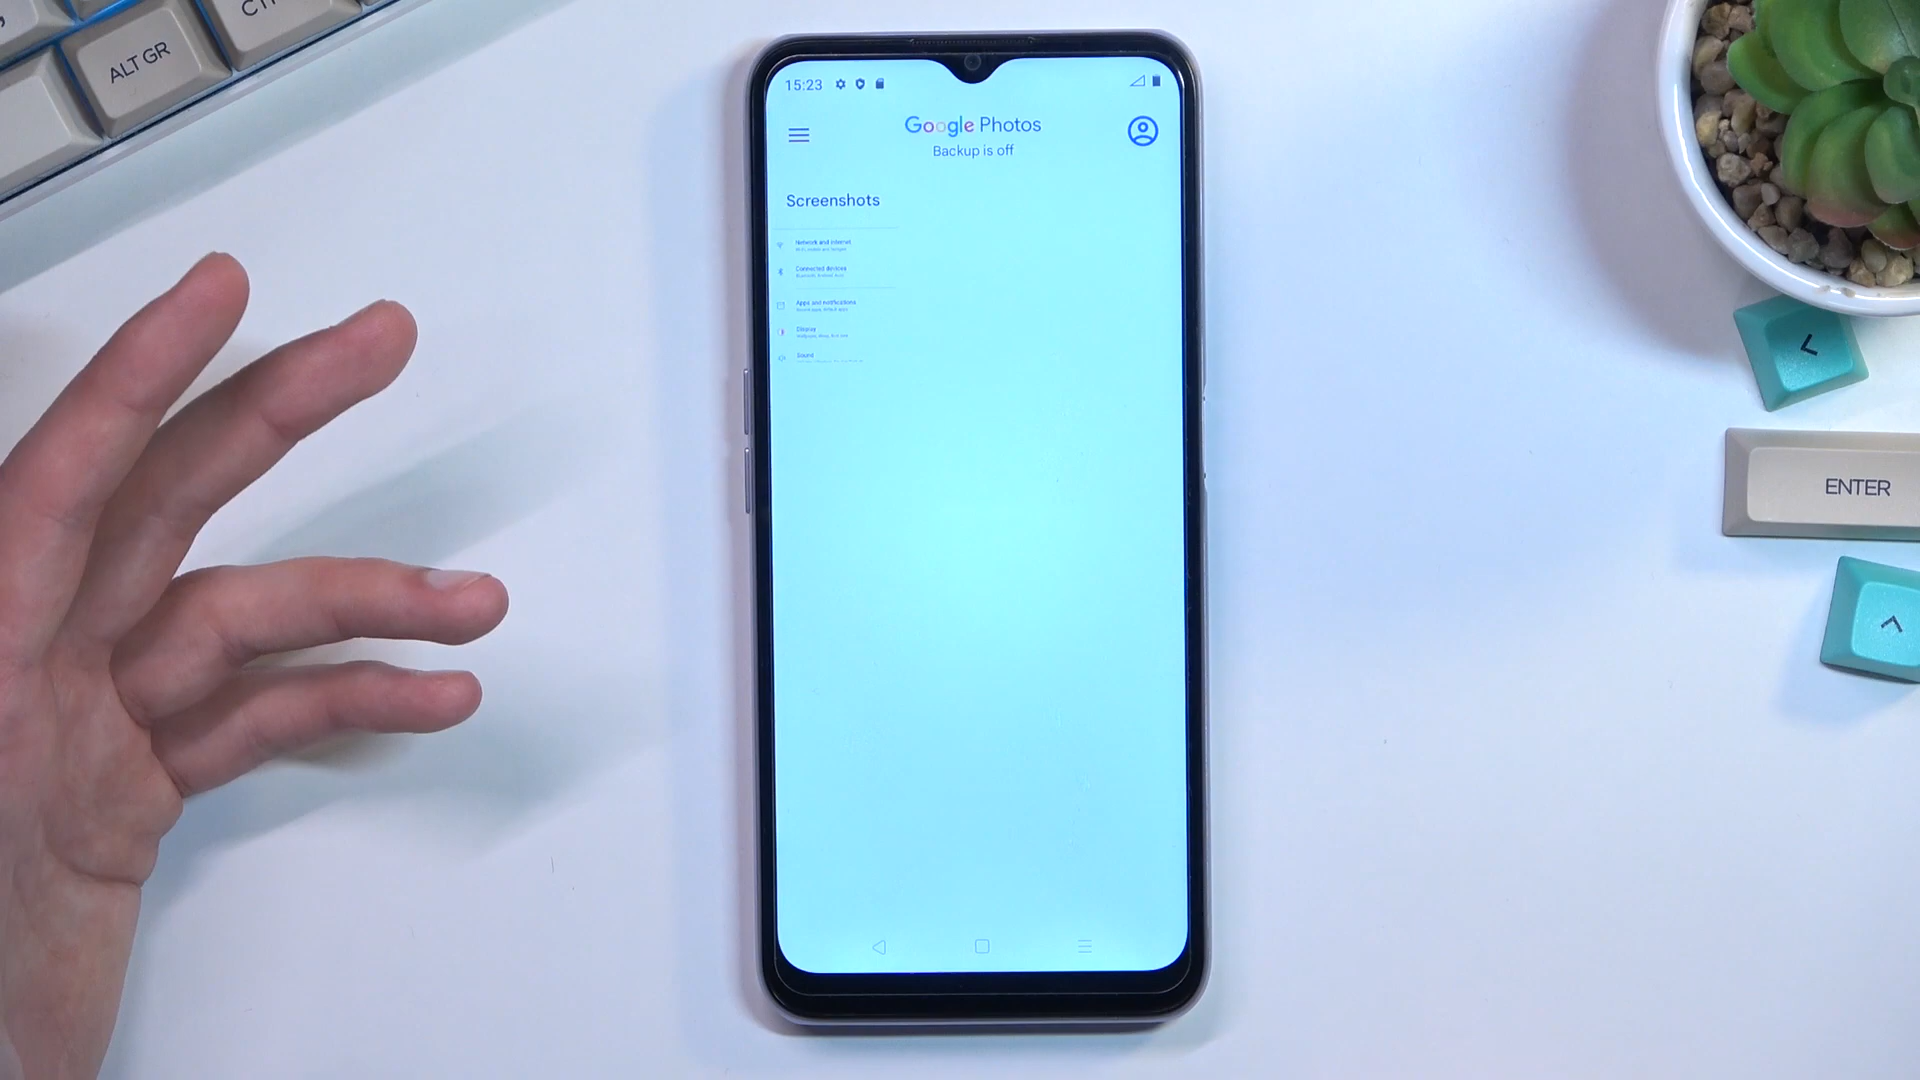 ALT GR
15:23
Google Photos
Backup is off
Screenshots
Network and internet
Connected devices
Apps and notifications
Display
Sound
<
ENTER
^